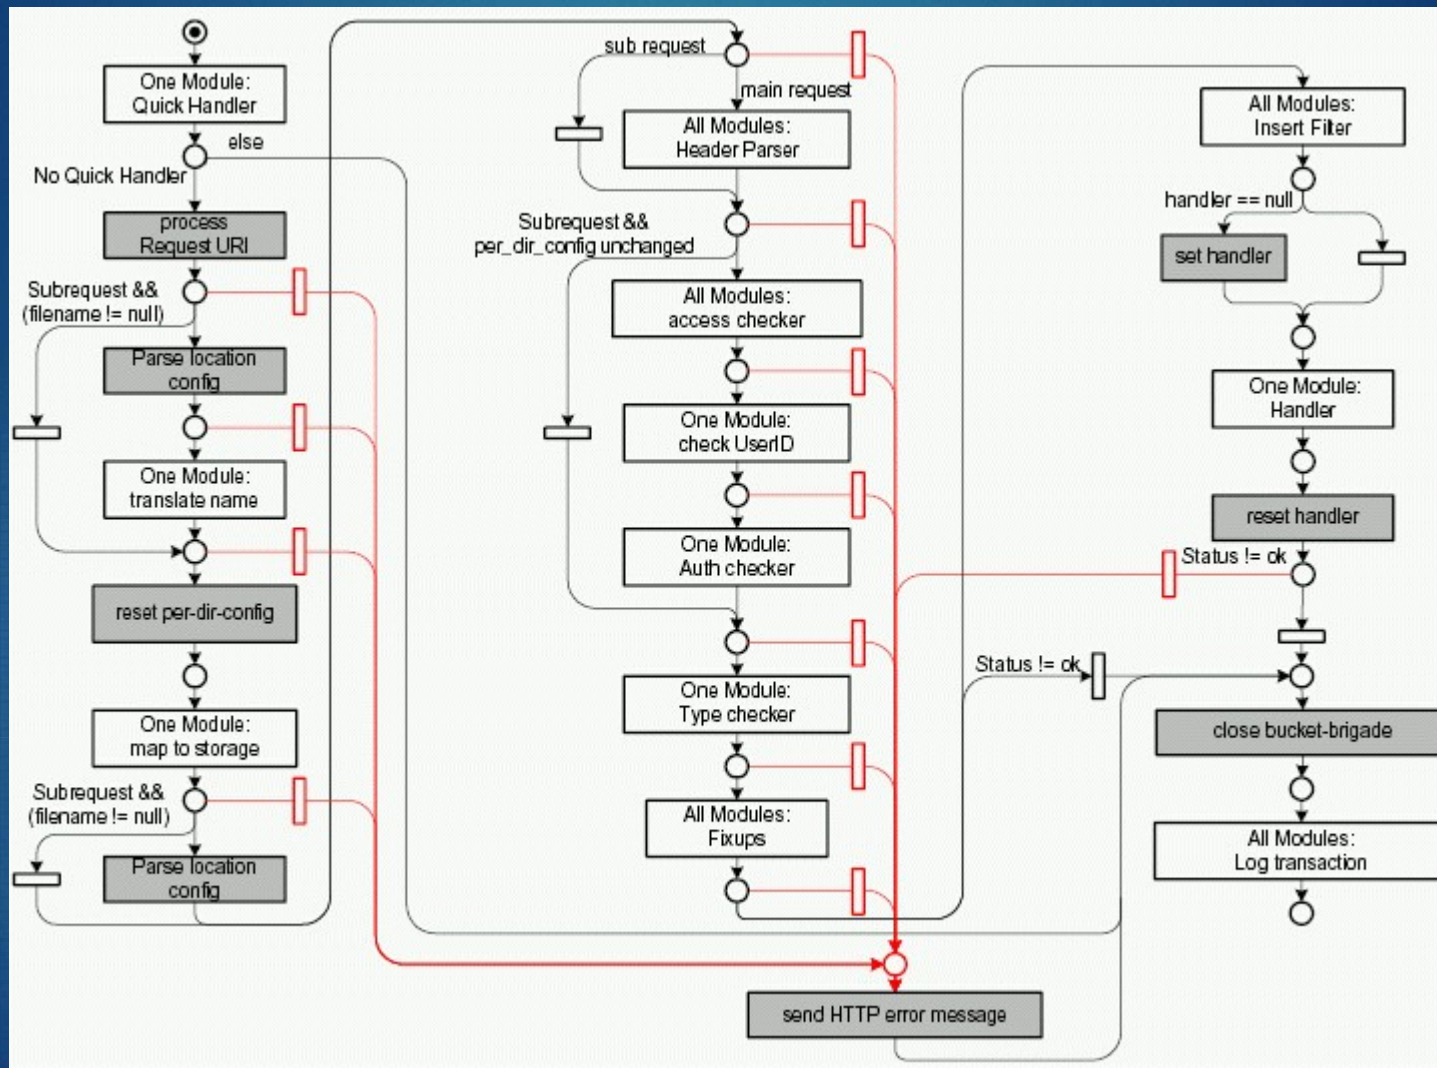 One Module:
Quick Handler
else
No Quick Handler
process
Request URI
Subrequest &&
(filename != null)
Parse location
config
One Module:
translate name
reset per-dir-config
One Module:
map to storage
Subrequest &&
(filename != null)
Parse location
config
sub request
main request
All Modules:
Header Parser
Subrequest &&
per_dir_config unchanged
All Modules:
access checker
One Module:
check UserID
One Module:
Auth checker
One Module:
Type checker
All Modules:
Fixups
send HTTP error message
All Modules:
Insert Filter
handler == null
set handler
One Module:
Handler
reset handler
Status != ok
Status != ok
close bucket-brigade
All Modules:
Log transaction